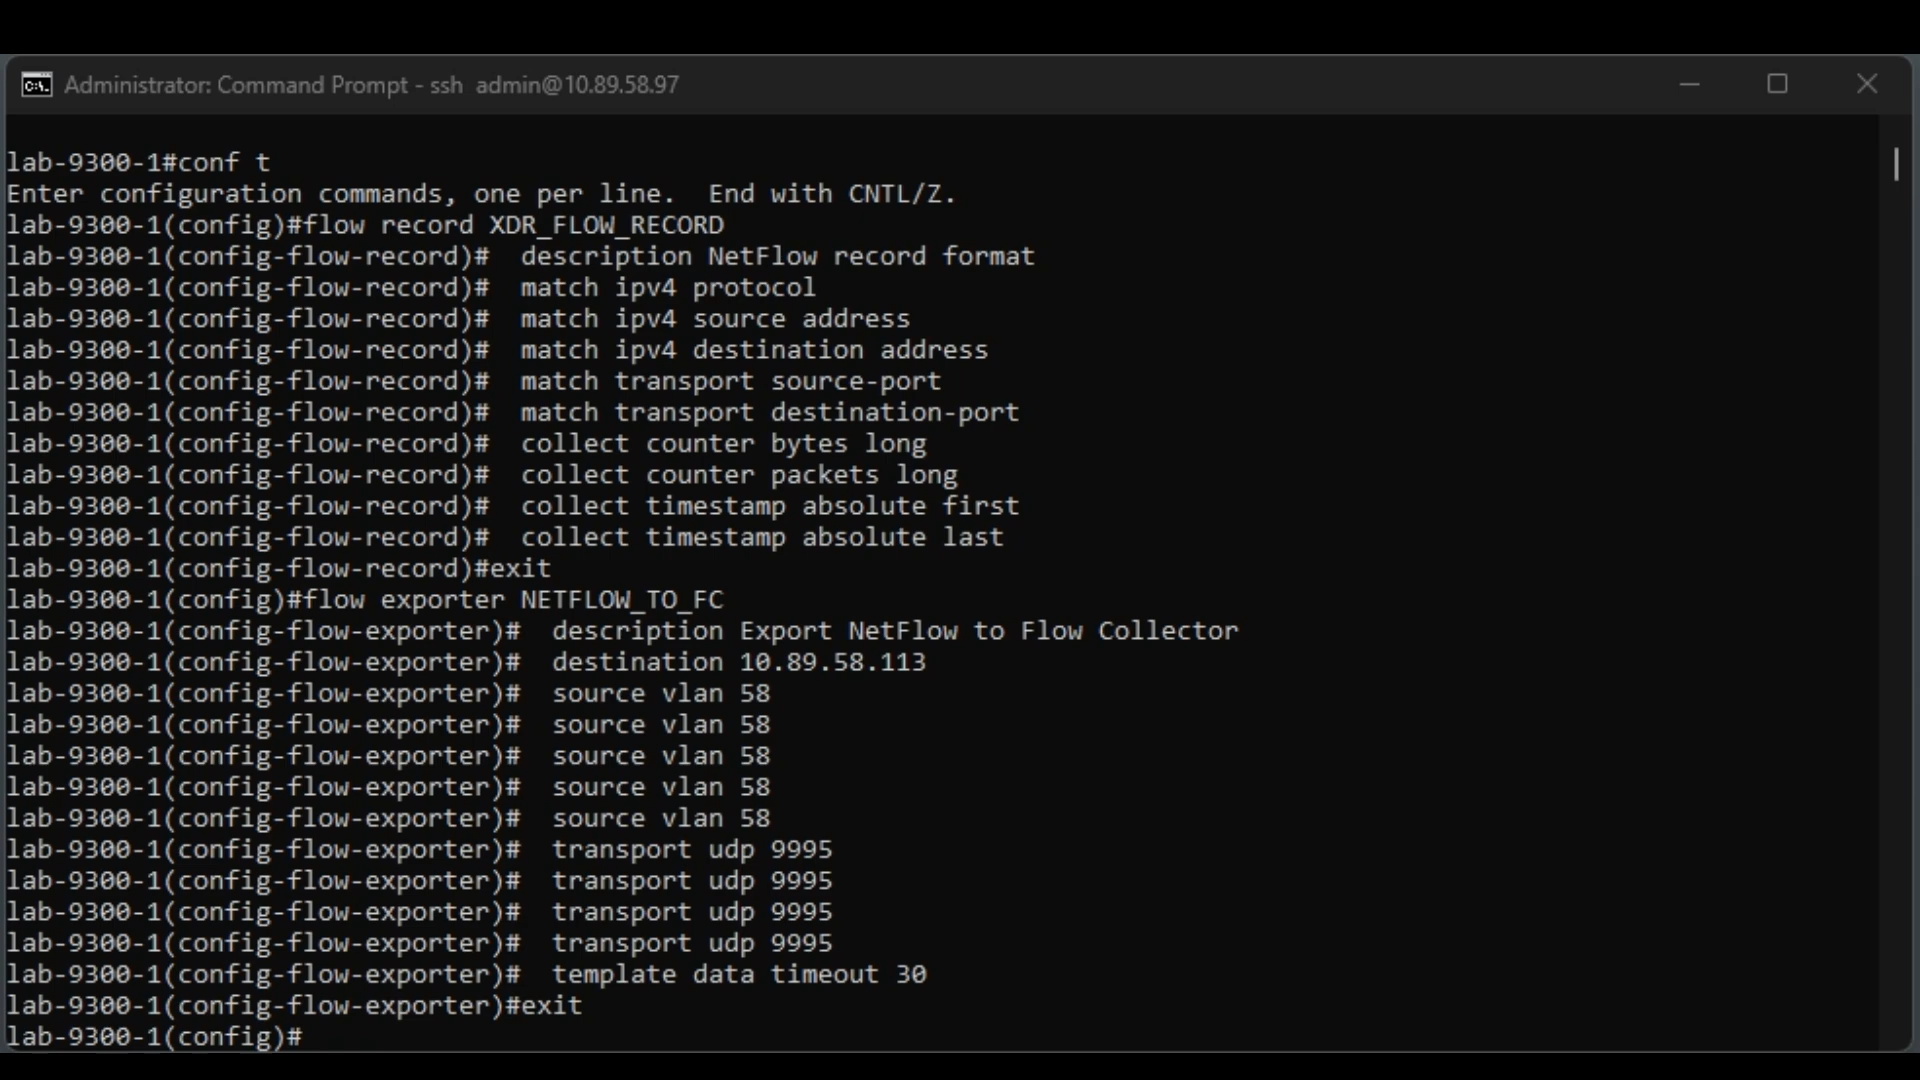 Administrator: Command Prompt - ssh  admin@10.89.58.97
lab-9300-1#conf t
Enter configuration commands, one per line.  End with CNTL/Z.
lab-9300-1(config)#flow record XDR_FLOW_RECORD
lab-9300-1(config-flow-record)#  description NetFlow record format
lab-9300-1(config-flow-record)#  match ipv4 protocol
lab-9300-1(config-flow-record)#  match ipv4 source address
lab-9300-1(config-flow-record)#  match ipv4 destination address
lab-9300-1(config-flow-record)#  match transport source-port
lab-9300-1(config-flow-record)#  match transport destination-port
lab-9300-1(config-flow-record)#  collect counter bytes long
lab-9300-1(config-flow-record)#  collect counter packets long
lab-9300-1(config-flow-record)#  collect timestamp absolute first
lab-9300-1(config-flow-record)#  collect timestamp absolute last
lab-9300-1(config-flow-record)#exit
lab-9300-1(config)#flow exporter NETFLOW_TO_FC
lab-9300-1(config-flow-exporter)#  description Export NetFlow to Flow Collector
lab-9300-1(config-flow-exporter)#  destination 10.89.58.113
lab-9300-1(config-flow-exporter)#  source vlan 58
lab-9300-1(config-flow-exporter)#  source vlan 58
lab-9300-1(config-flow-exporter)#  source vlan 58
lab-9300-1(config-flow-exporter)#  source vlan 58
lab-9300-1(config-flow-exporter)#  source vlan 58
lab-9300-1(config-flow-exporter)#  transport udp 9995
lab-9300-1(config-flow-exporter)#  transport udp 9995
lab-9300-1(config-flow-exporter)#  transport udp 9995
lab-9300-1(config-flow-exporter)#  transport udp 9995
lab-9300-1(config-flow-exporter)#  template data timeout 30
lab-9300-1(config-flow-exporter)#exit
lab-9300-1(config)#